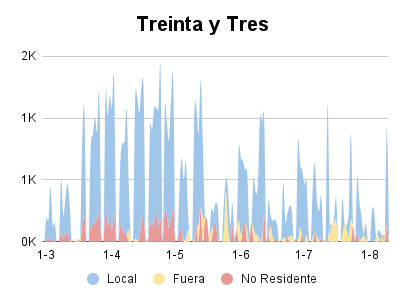 Treinta y Tres
2K
1K
1K
0K
1-3 1-4 1-5 1-6 1-7 1-8
Local Fuera No Residente